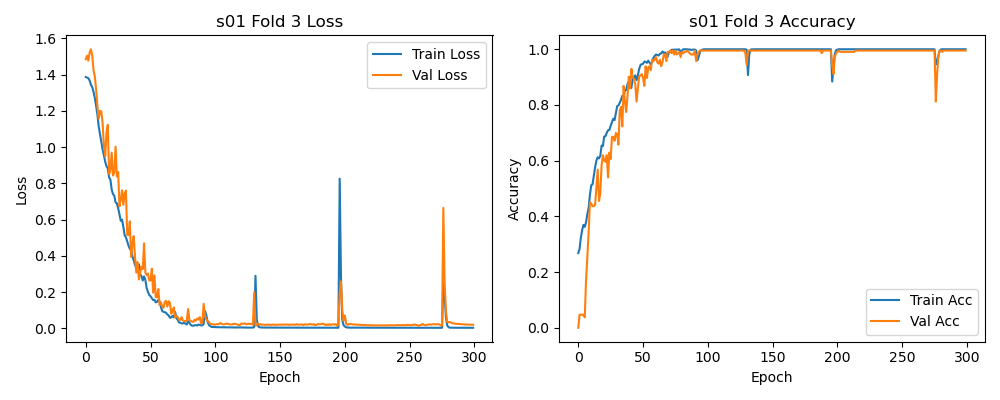 s01 Fold 3 Loss
Loss
1.6
1.4
1.2
1.0
0.8
0.6
0.4
0.2
0.0
Train Loss
Val Loss
0
50
100
150
200
250
300
Epoch
s01 Fold 3 Accuracy
Accuracy
1.0
0.8
0.6
0.4
0.2
0.0
Train Acc
Val Acc
0
50
100
150
200
250
300
Epoch